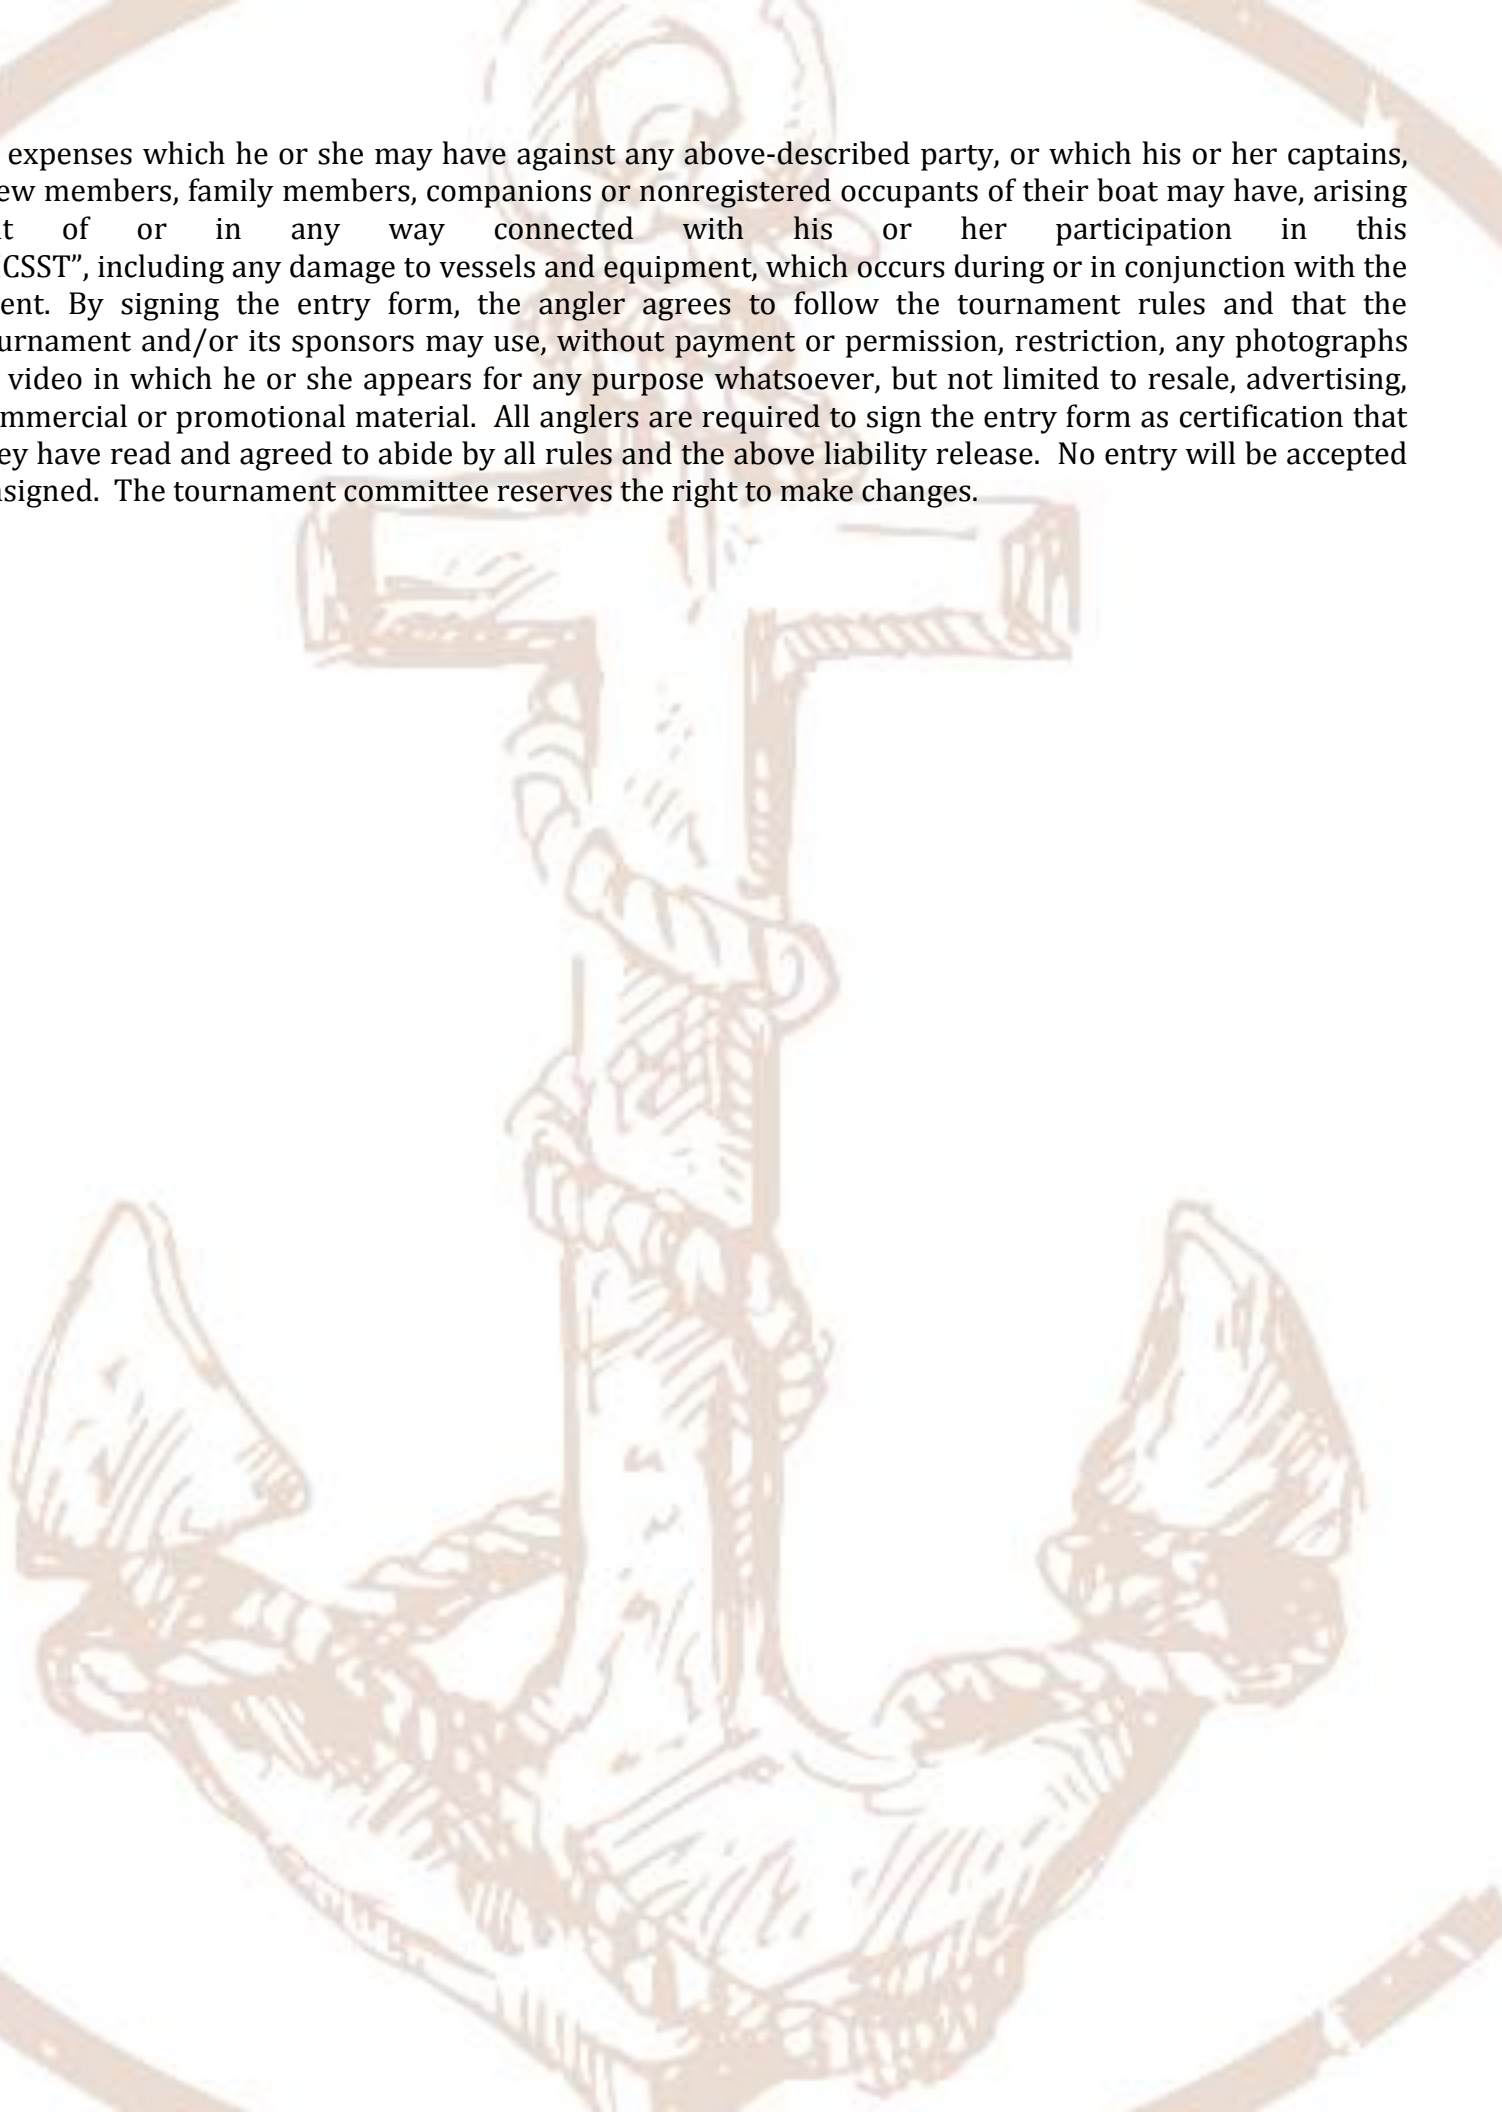 expenses which he or she may have against any above-described party, or which his or her captains,
members, family members, companions or nonregistered occupants of their boat may have, arising
of or in any way connected with his or her participation in this
CSST”, including any damage to vessels and equipment, which occurs during or in conjunction with the
By signing the entry form, the angler agrees to follow the tournament rules and that the
and/or its sponsors may use, without payment or permission, restriction, any photographs
video in which he or she appears for any purpose whatsoever, but not limited to resale, advertising,
or promotional material. All anglers are required to sign the entry form as certification that
have read and agreed to abide by all rules and the above liability release. No entry will be accepted
The tournament committee reserves the right to make changes.